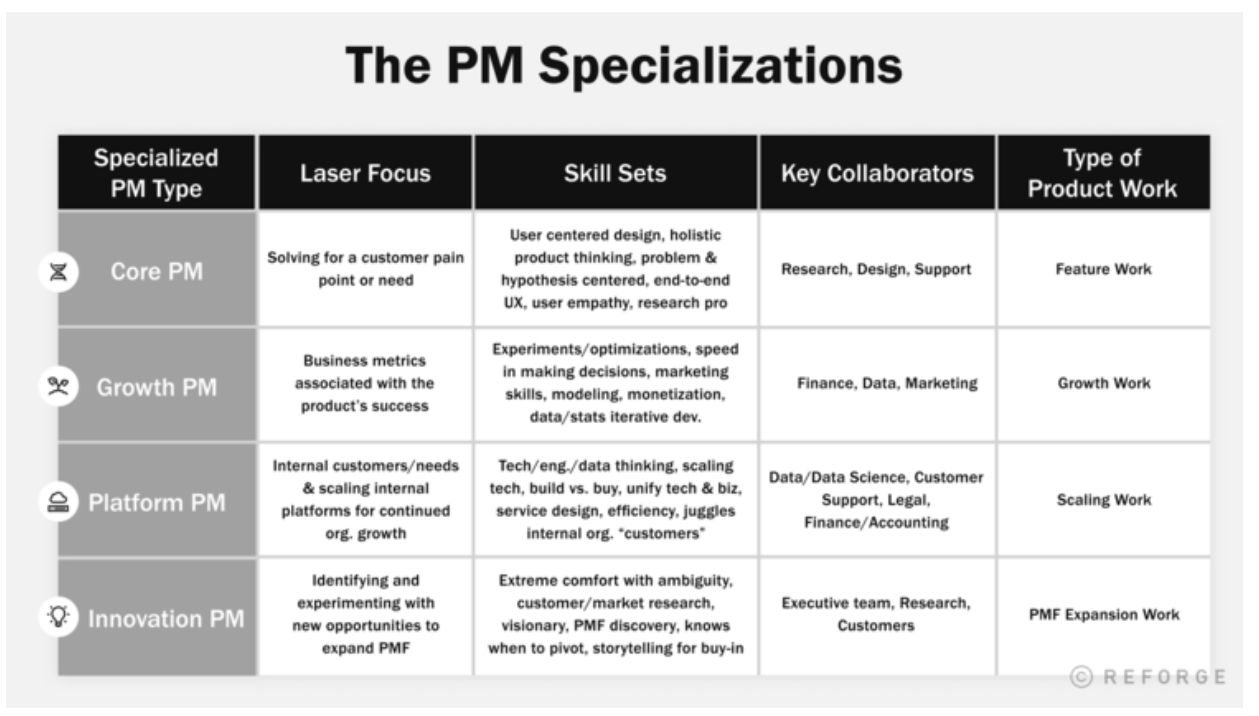 The PM Specializations
Specialized
PM Type
Laser Focus
Skill Sets
Key Collaborators
Type of
Product Work
Core PM
Solving for a customer pain
point or need
User centered design, holistic
product thinking, problem &
hypothesis centered, end-to-end
UX, user empathy, research pro
Research, Design, Support
Feature Work
Growth PM
Business metrics
associated with the
product's success
Experiments/optimizations, speed
in making decisions, marketing
skills, modeling, monetization,
data/stats iterative dev.
Finance, Data, Marketing
Growth Work
Platform PM
Internal customers/needs
& scaling internal
platforms for continued
org. growth
Tech/eng./data thinking, scaling
tech, build vs. buy, unify tech & biz,
service design, efficiency, juggles
internal org. “customers”
Data/Data Science, Customer
Support, Legal,
Finance/Accounting
Scaling Work
Innovation PM
Identifying and
experimenting with
new opportunities to
expand PMF
Extreme comfort with ambiguity,
customer/market research,
visionary, PMF discovery, knows
when to pivot, storytelling for buy-in
Executive team, Research,
Customers
PMF Expansion Work
© REFORGE